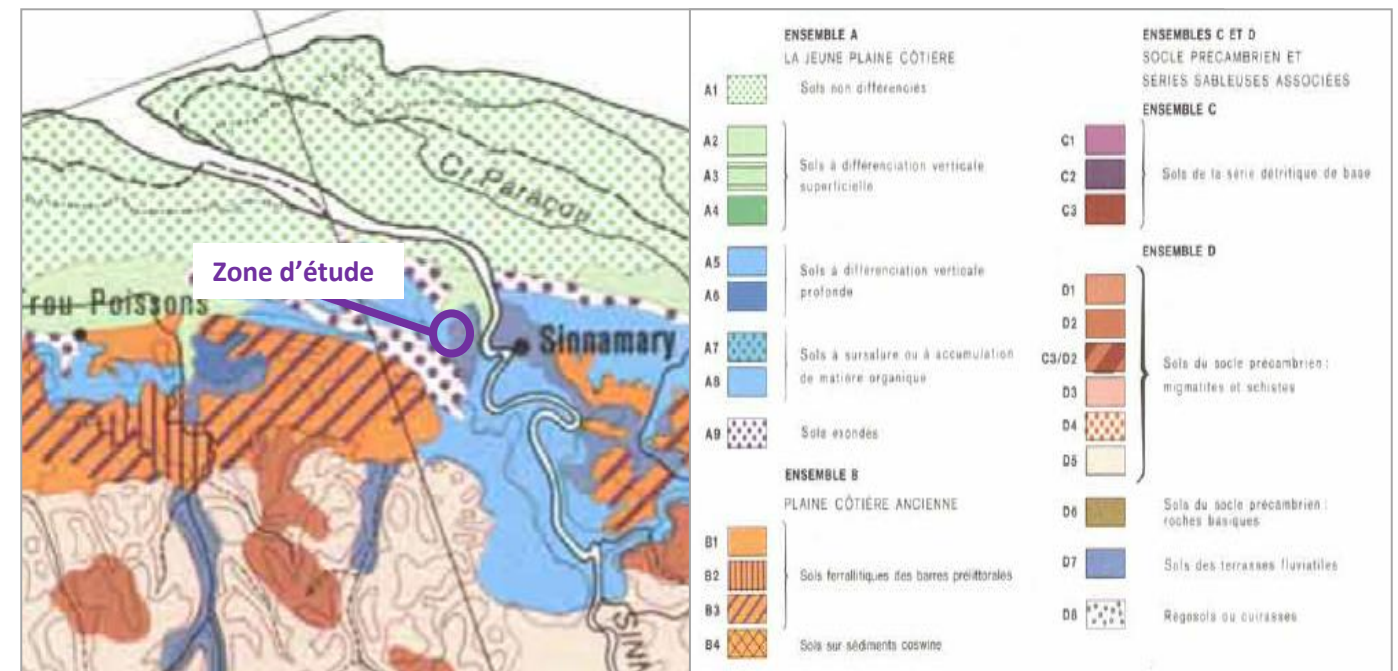 Cr. Paraçou
Zone d'étude
Trou Poissons
Sinnamary
SINN
ENSEMBLE A
LA JEUNE PLAINE CÔTIÈRE
A1 Sols non différenciés
A2
A3 Sols à différenciation verticale
superficielle
A4
A5 Sols à différenciation verticale
profonde
A6
A7 Sols à sursalure ou à accumulation
de matière organique
A8
A9 Sols exondés
ENSEMBLE B
PLAINE CÔTIÈRE ANCIENNE
B1
B2 Sols ferrallitiques des barres prélittorales
B3
B4 Sols sur sédiments coswine
ENSEMBLES C ET D
SOCLE PRÉCAMBRIEN ET
SÉRIES SABLEUSES ASSOCIÉES
ENSEMBLE C
C1
C2 Sols de la série détritique de base
C3
ENSEMBLE D
D1
D2
C3/D2 Sols du socle précambrien :
migmatites et schistes
D3
D4
D5
D6 Sols du socle précambrien :
roches basiques
D7 Sols des terrasses fluviatiles
D8 Régosols ou cuirasses